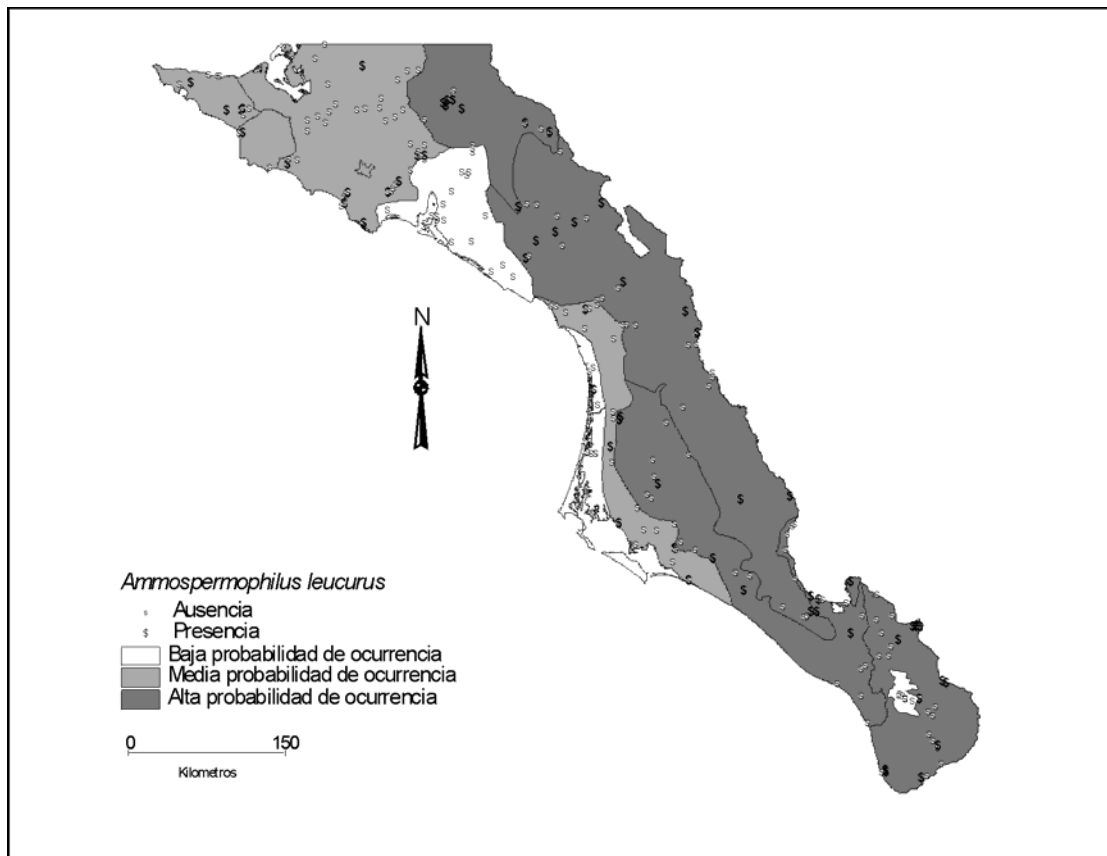 N
Ammospermophilus leucurus
s Ausencia
$ Presencia
Baja probabilidad de ocurrencia
Media probabilidad de ocurrencia
Alta probabilidad de ocurrencia
0 150
Kilometros